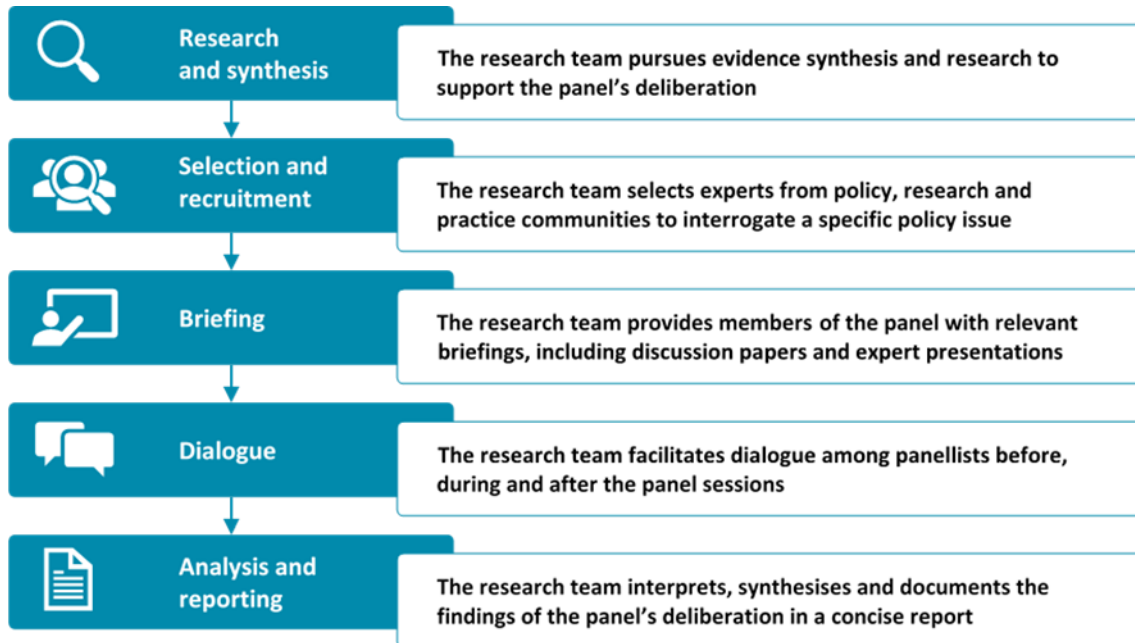 Research
and synthesis
The research team pursues evidence synthesis and research to
support the panel's deliberation
Selection and
recruitment
The research team selects experts from policy, research and
practice communities to interrogate a specific policy issue
Briefing
The research team provides members of the panel with relevant
briefings, including discussion papers and expert presentations
Dialogue
The research team facilitates dialogue among panellists before,
during and after the panel sessions
Analysis and
reporting
The research team interprets, synthesises and documents the
findings of the panel's deliberation in a concise report